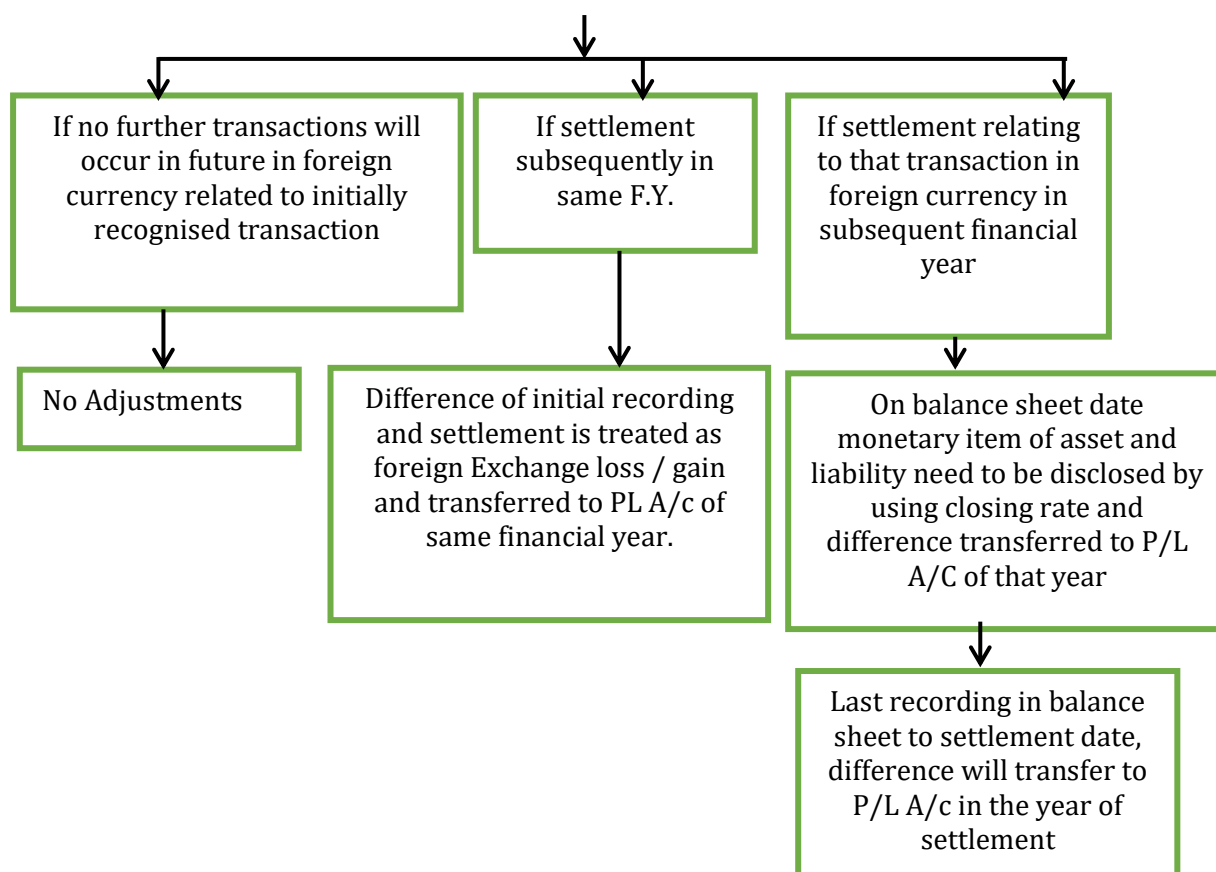 If no further transactions will
occur in future in foreign
currency related to initially
recognised transaction
If settlement
subsequently in
same F.Y.
If settlement relating
to that transaction in
foreign currency in
subsequent financial
year
No Adjustments
Difference of initial recording
and settlement is treated as
foreign Exchange loss / gain
and transferred to PL A/c of
same financial year.
On balance sheet date
monetary item of asset and
liability need to be disclosed by
using closing rate and
difference transferred to P/L
A/C of that year
Last recording in balance
sheet to settlement date,
difference will transfer to
P/L A/c in the year of
settlement